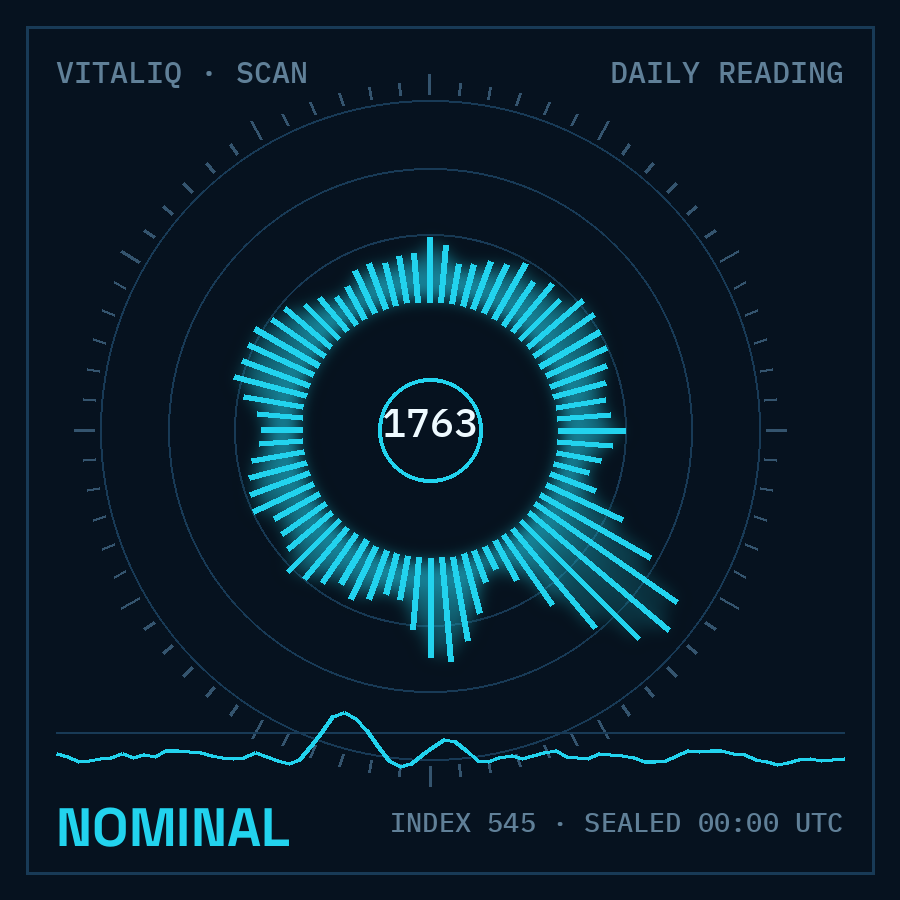 VITALIQ · SCAN
DAILY READING
1763
NOMINAL
INDEX 545 · SEALED 00:00 UTC